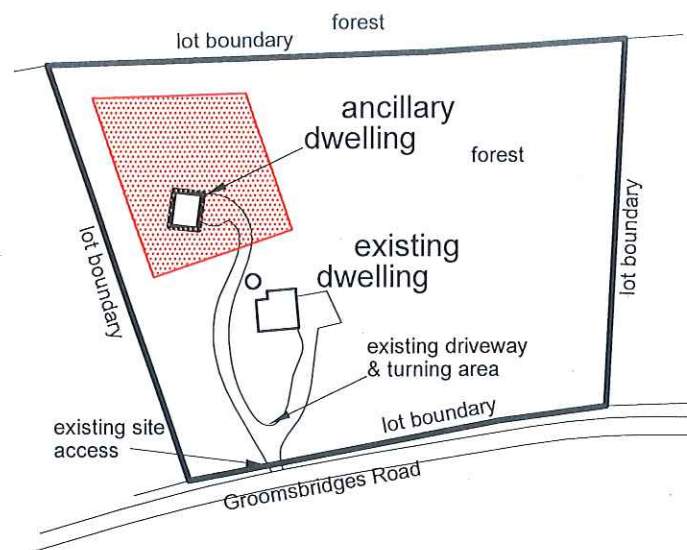 forest
lot boundary
ancillary
dwelling
forest
lot boundary
lot boundary
existing
dwelling
existing driveway
& turning area
lot boundary
existing site
access
Groomsbridges Road